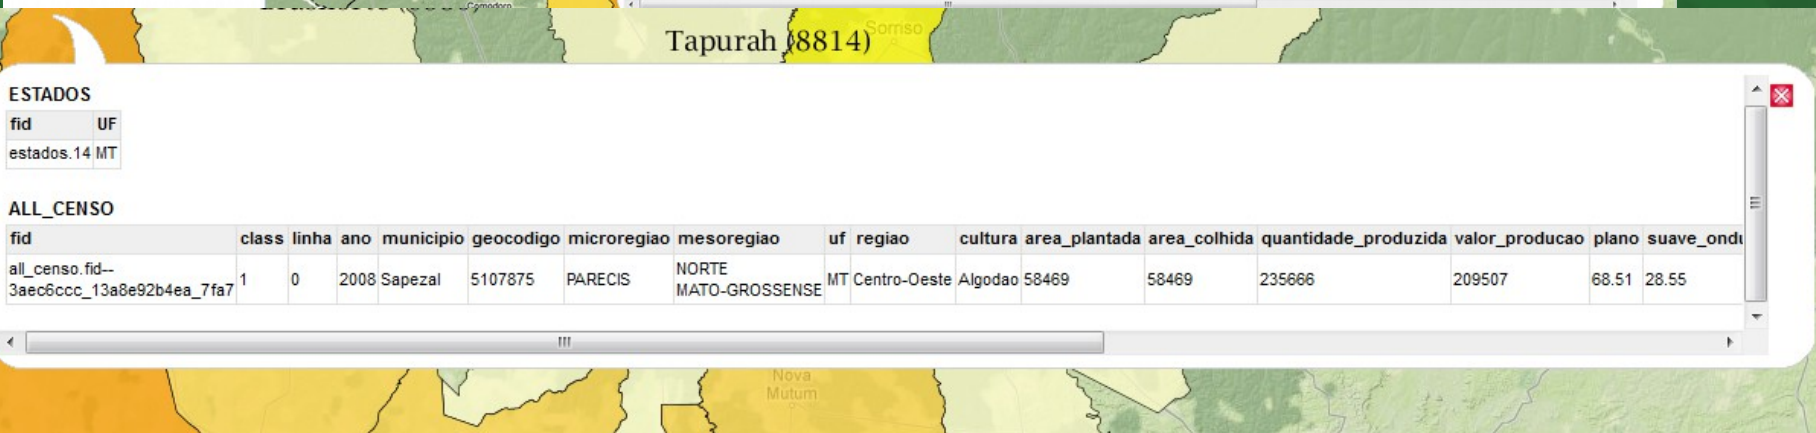 Comodoro
Tapurah (8814)
Sorriso
ESTADOS
fid UF
estados.14 MT
ALL_CENSO
fid class linha ano municipio geocodigo microregiao mesoregiao uf regiao cultura area_plantada area_colhida quantidade_produzida valor_producao plano suave_ondu
all_censo.fid--
3aec6ccc_13a8e92b4ea_7fa7 1 0 2008 Sapezal 5107875 PARECIS NORTE
MATO-GROSSENSE MT Centro-Oeste Algodao 58469 58469 235666 209507 68.51 28.55
Nova
Mutum